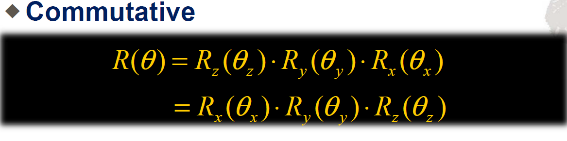 ◆ Commutative
R(θ) = R_z(θ_z) · R_y(θ_y) · R_x(θ_x)
= R_x(θ_x) · R_y(θ_y) · R_z(θ_z)